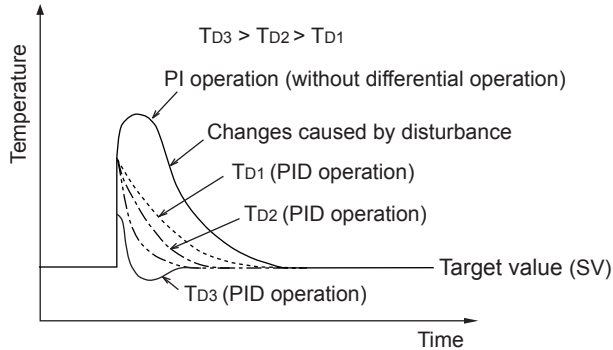 TD3 > TD2 > TD1
PI operation (without differential operation)
Changes caused by disturbance
TD1 (PID operation)
TD2 (PID operation)
Target value (SV)
TD3 (PID operation)
Temperature
Time